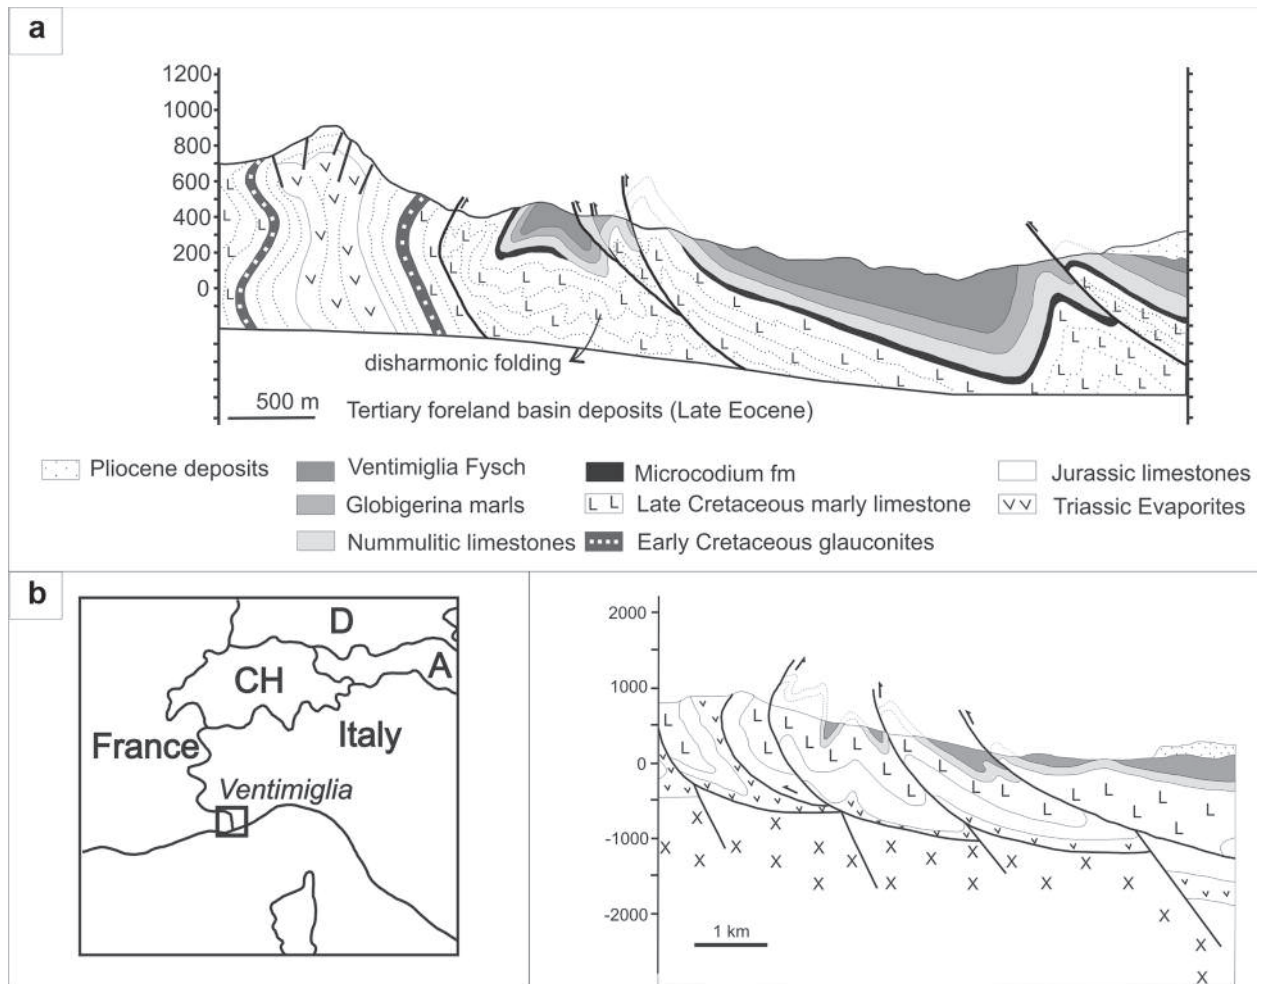 a
1200
1000
800
600
400
200
0
disharmonic folding
500 m
Tertiary foreland basin deposits (Late Eocene)
Pliocene deposits
Ventimiglia Fysch
Microcodium fm
Jurassic limestones
Globigerina marls
L L Late Cretaceous marly limestone
Triassic Evaporites
Nummulitic limestones
Early Cretaceous glauconites
b
D
CH
A
France
Italy
Ventimiglia
2000
1000
0
-1000
-2000
1 km